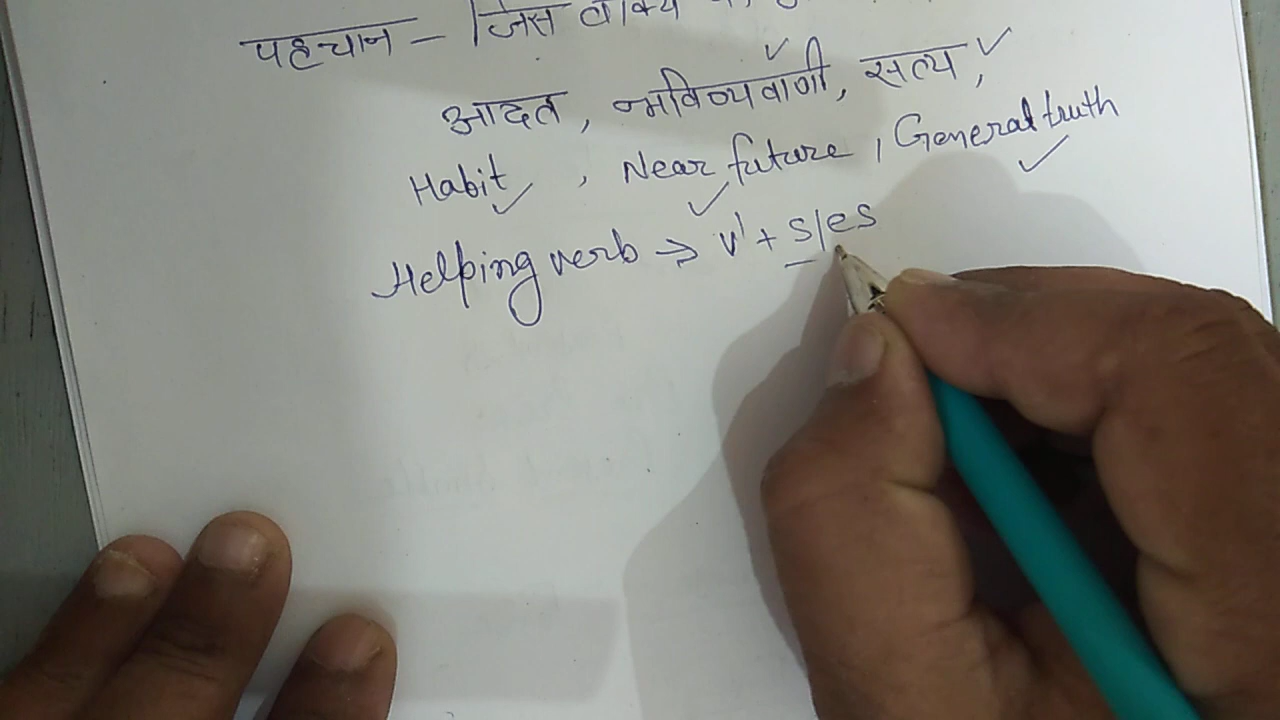 पहचान - जिस वाक्य
आदत, भविष्यवाणी, सत्य,
Habit, Near future, General truth
Helping verb → v¹ + s/es